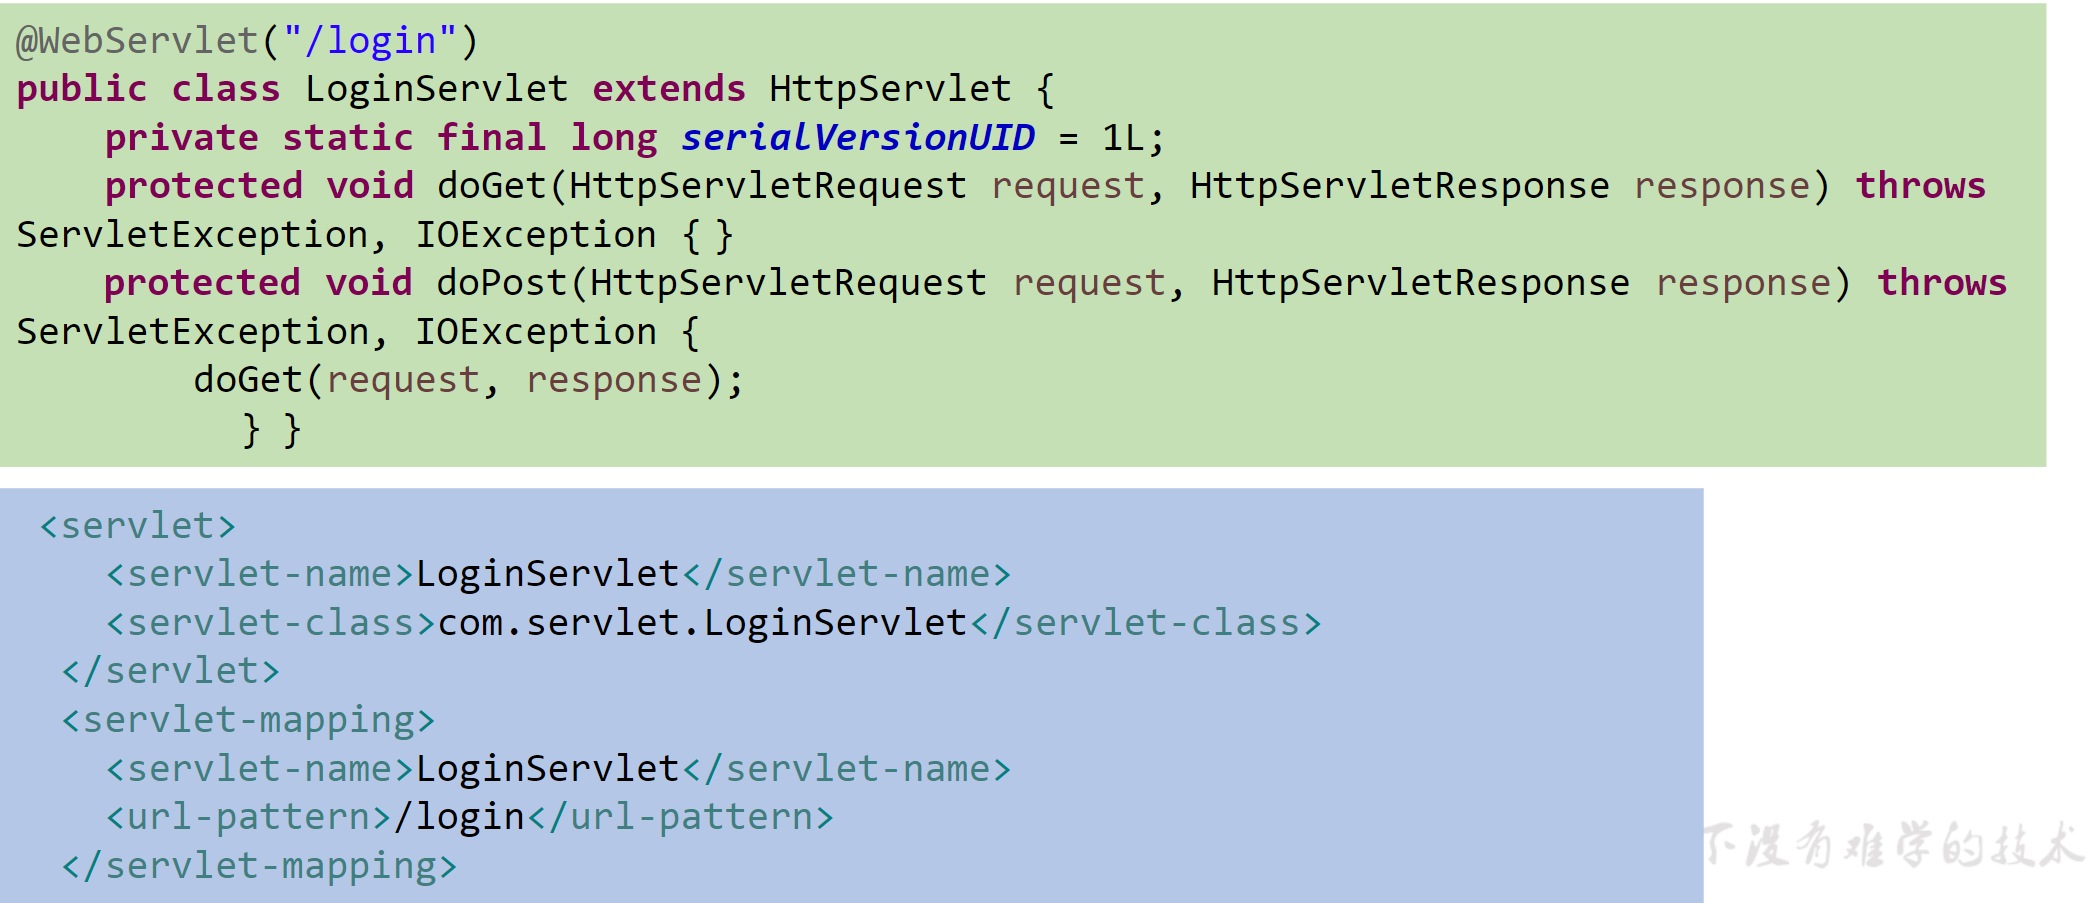 @WebServlet("/login")
public class LoginServlet extends HttpServlet {
    private static final long serialVersionUID = 1L;
    protected void doGet(HttpServletRequest request, HttpServletResponse response) throws
ServletException, IOException { }
    protected void doPost(HttpServletRequest request, HttpServletResponse response) throws
ServletException, IOException {
        doGet(request, response);
          } }
<servlet>
   <servlet-name>LoginServlet</servlet-name>
   <servlet-class>com.servlet.LoginServlet</servlet-class>
 </servlet>
 <servlet-mapping>
   <servlet-name>LoginServlet</servlet-name>
   <url-pattern>/login</url-pattern>
 </servlet-mapping>
下没有难学的技术